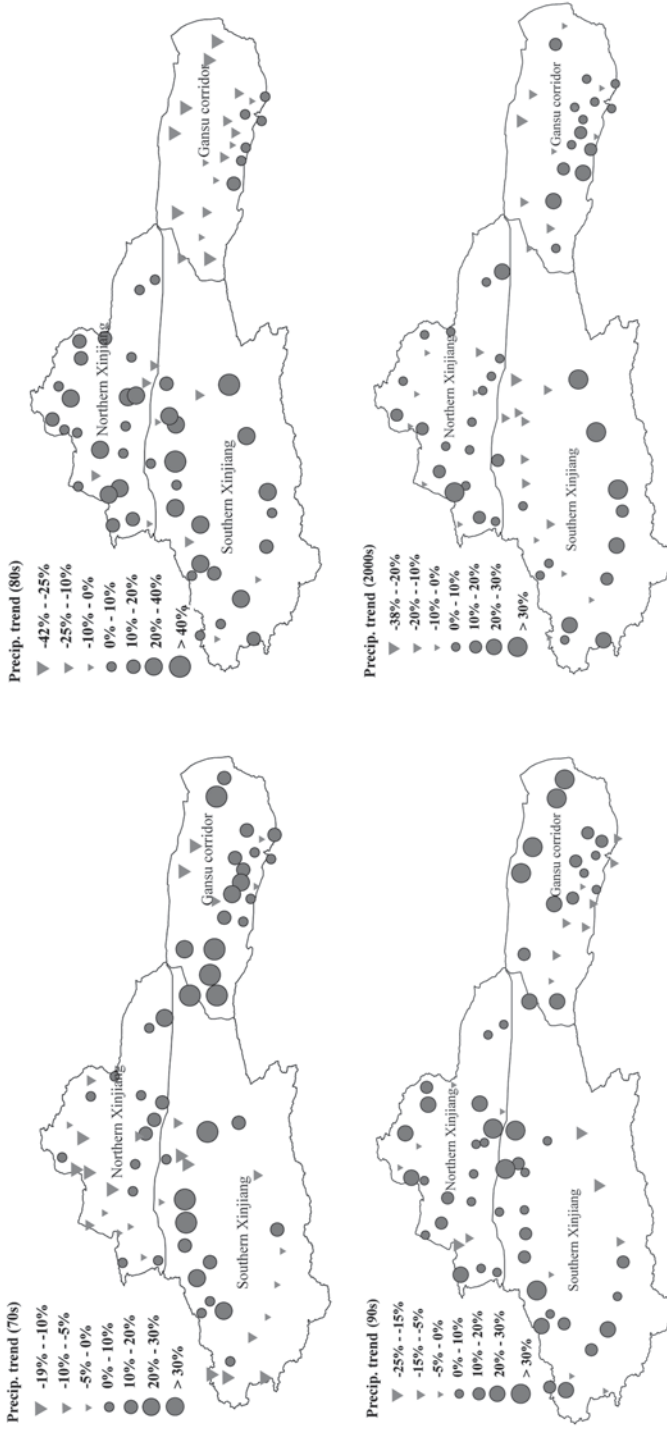 Precip. trend (70s)
-19% - -10%
-10% - -5%
-5% - 0%
0% - 10%
10% - 20%
20% - 30%
> 30%
Northern Xinjiang
Southern Xinjiang
Gansu corridor
Precip. trend (80s)
-42% - -25%
-25% - -10%
-10% - 0%
0% - 10%
10% - 20%
20% - 40%
> 40%
Northern Xinjiang
Southern Xinjiang
Gansu corridor
Precip. trend (90s)
-25% - -15%
-15% - -5%
-5% - 0%
0% - 10%
10% - 20%
20% - 30%
> 30%
Northern Xinjiang
Southern Xinjiang
Gansu corridor
Precip. trend (2000s)
-38% - -20%
-20% - -10%
-10% - 0%
0% - 10%
10% - 20%
20% - 30%
> 30%
Northern Xinjiang
Southern Xinjiang
Gansu corridor